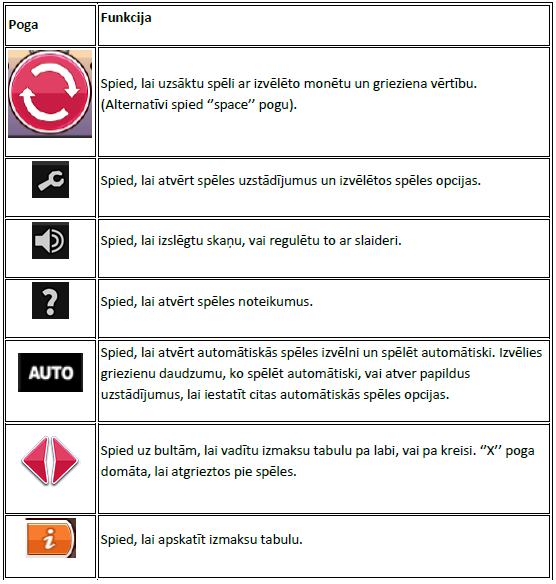 Poga
Funkcija
Spied, lai uzsāktu spēli ar izvēlēto monētu un grieziena vērtību.
(Alternatīvi spied ‘’space’’ pogu).
Spied, lai atvērt spēles uzstādījumus un izvēlētos spēles opcijas.
Spied, lai izslēgtu skaņu, vai regulētu to ar slaideri.
?
Spied, lai atvērt spēles noteikumus.
AUTO
Spied, lai atvērt automātiskās spēles izvēlni un spēlēt automātiski. Izvēlies
griezienu daudzumu, ko spēlēt automātiski, vai atver papildus
uzstādījumus, lai iestatīt citas automātiskās spēles opcijas.
Spied uz bultām, lai vadītu izmaksu tabulu pa labi, vai pa kreisi. ‘’X’’ poga
domāta, lai atgrieztos pie spēles.
i
Spied, lai apskatīt izmaksu tabulu.